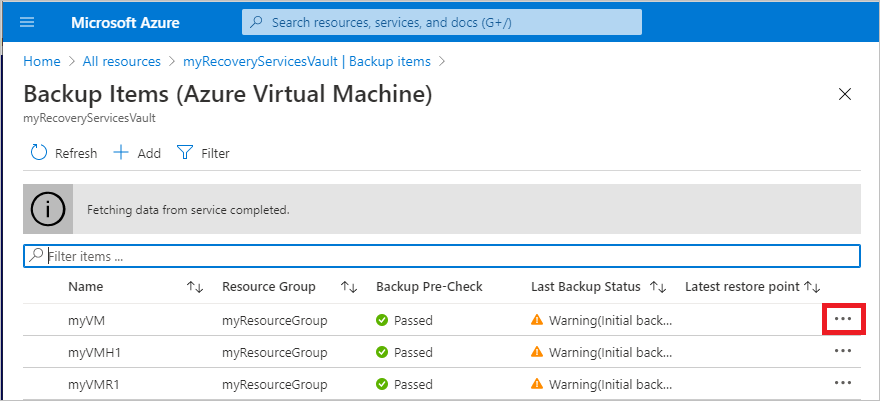 Microsoft Azure Search resources, services, and docs (G+/)
Home > All resources > myRecoveryServicesVault | Backup items >
Backup Items (Azure Virtual Machine)
myRecoveryServicesVault
Refresh Add Filter
Fetching data from service completed.
Filter items ...
Name Resource Group Backup Pre-Check Last Backup Status Latest restore point
myVM myResourceGroup Passed Warning(Initial back...
myVMH1 myResourceGroup Passed Warning(Initial back...
myVMR1 myResourceGroup Passed Warning(Initial back...